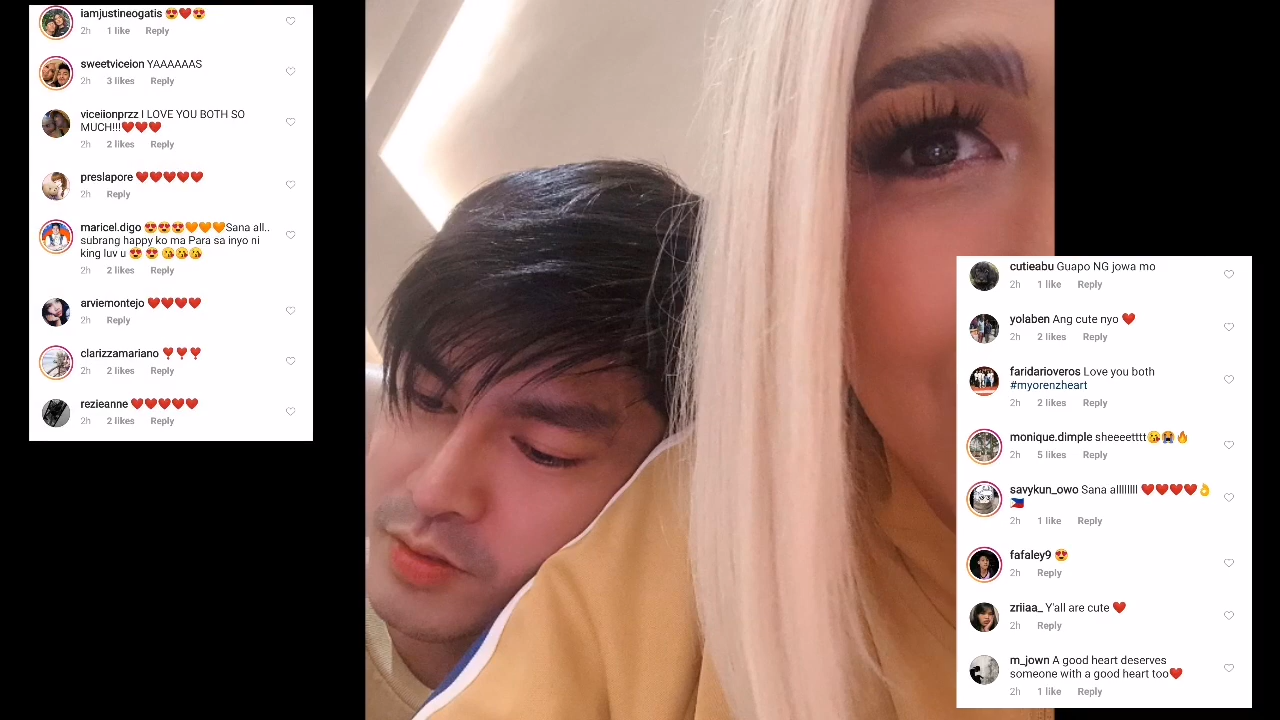 iamjustineogatis 😍❤️😍
2h 1 like Reply
sweetviceion YAAAAAAS
2h 3 likes Reply
viceiionprzz I LOVE YOU BOTH SO
MUCH!!!❤️❤️❤️
2h 2 likes Reply
preslapore ❤️❤️❤️❤️❤️
2h Reply
maricel.digo 😍😍😍🧡🧡🧡Sana all..
subrang happy ko ma Para sa inyo ni
king luv u 😍 😍 😘😘😘
2h 2 likes Reply
arviemontejo ❤️❤️❤️❤️
2h Reply
clarizzamariano ❣️❣️❣️
2h 2 likes Reply
rezieanne ❤️❤️❤️❤️❤️
2h 2 likes Reply
cutieabu Guapo NG jowa mo
2h 1 like Reply
yolaben Ang cute nyo ❤️
2h 2 likes Reply
faridarioveros Love you both
#myorenzheart
2h 2 likes Reply
monique.dimple sheeeetttt😘😭🔥
2h 5 likes Reply
savykun_owo Sana allllllll ❤️❤️❤️❤️👌
🇵🇭
2h 1 like Reply
fafaley9 😍
2h Reply
zriiaa_ Y'all are cute ❤️
2h Reply
m_jown A good heart deserves
someone with a good heart too❤️
2h 1 like Reply